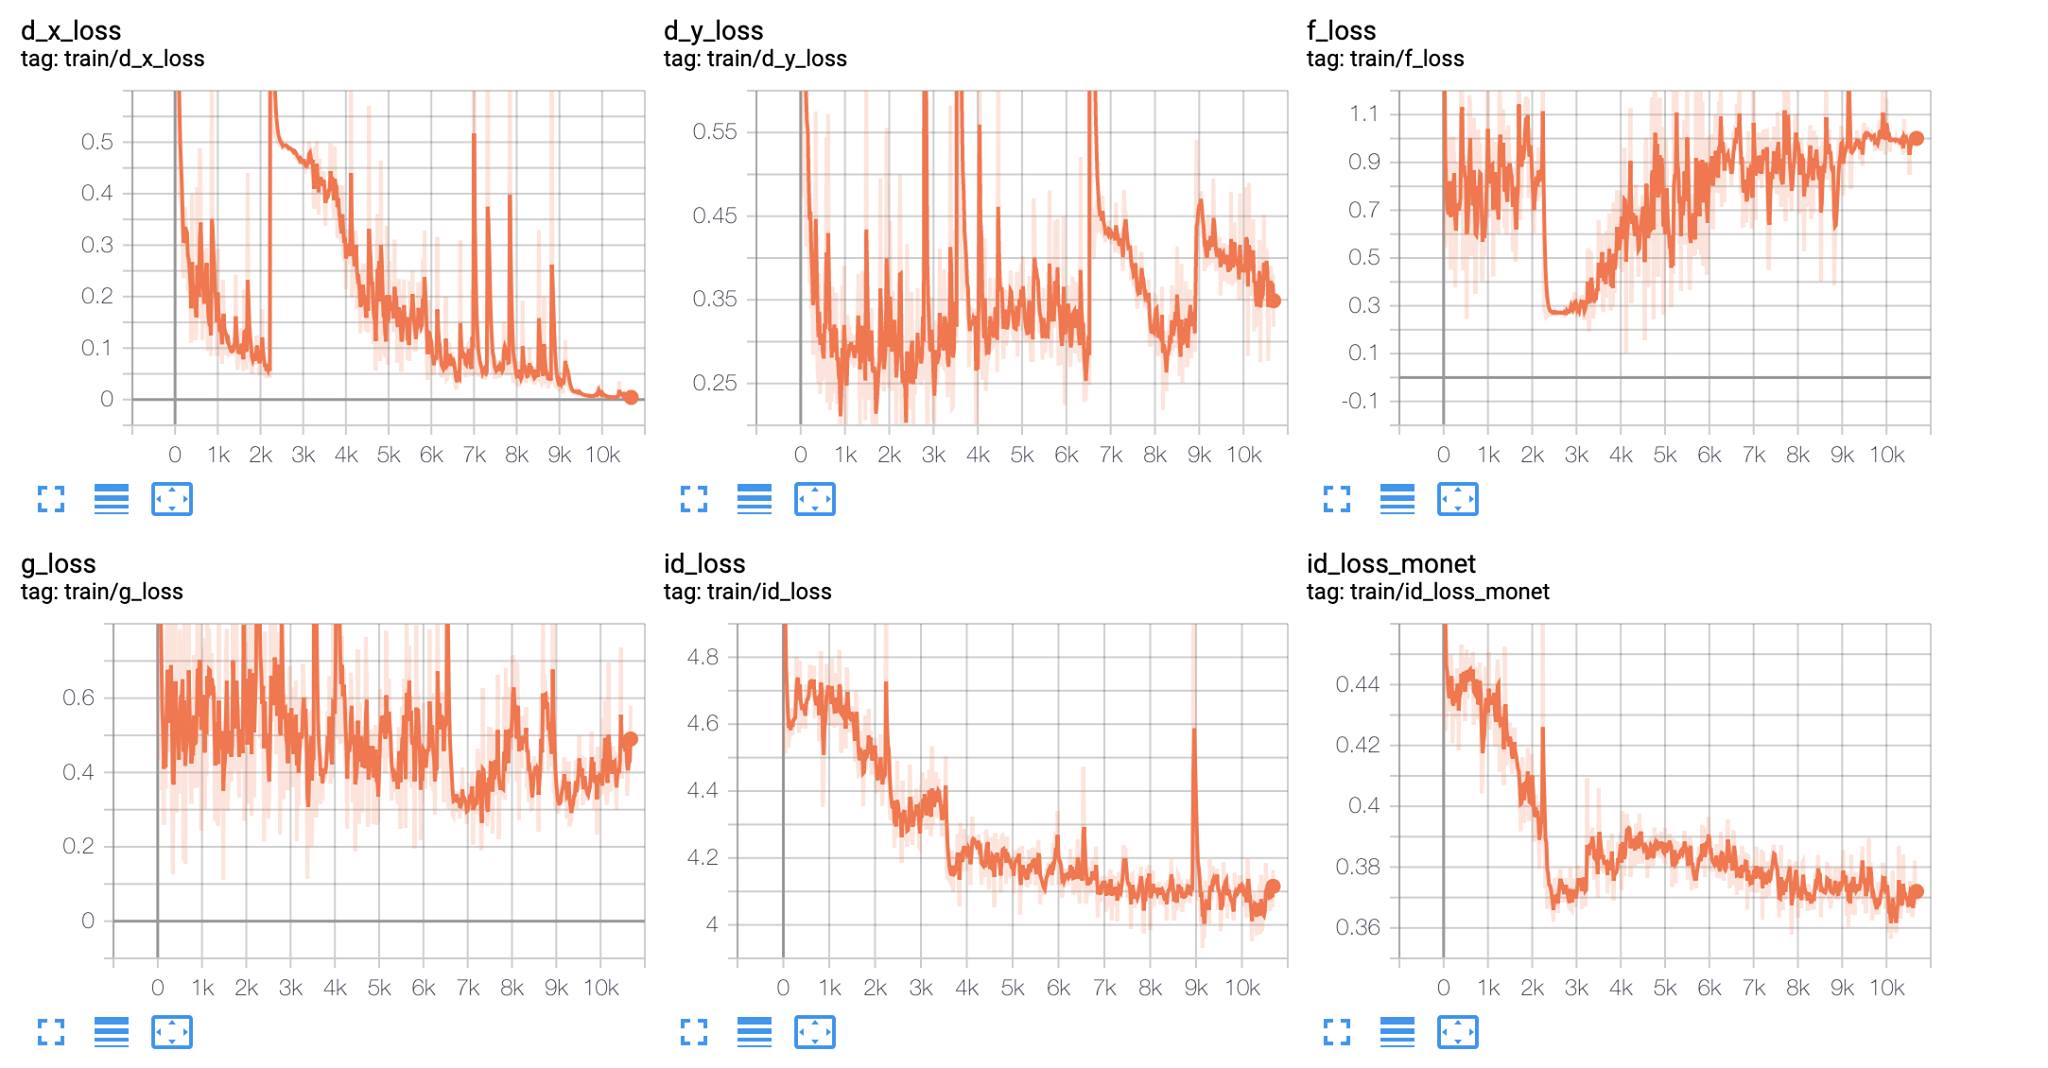 d_x_loss
tag: train/d_x_loss
0.5
0.4
0.3
0.2
0.1
0
0 1k 2k 3k 4k 5k 6k 7k 8k 9k 10k
d_y_loss
tag: train/d_y_loss
0.55
0.45
0.35
0.25
0 1k 2k 3k 4k 5k 6k 7k 8k 9k 10k
f_loss
tag: train/f_loss
1.1
0.9
0.7
0.5
0.3
0.1
-0.1
0 1k 2k 3k 4k 5k 6k 7k 8k 9k 10k
g_loss
tag: train/g_loss
0.6
0.4
0.2
0
0 1k 2k 3k 4k 5k 6k 7k 8k 9k 10k
id_loss
tag: train/id_loss
4.8
4.6
4.4
4.2
4
0 1k 2k 3k 4k 5k 6k 7k 8k 9k 10k
id_loss_monet
tag: train/id_loss_monet
0.44
0.42
0.4
0.38
0.36
0 1k 2k 3k 4k 5k 6k 7k 8k 9k 10k